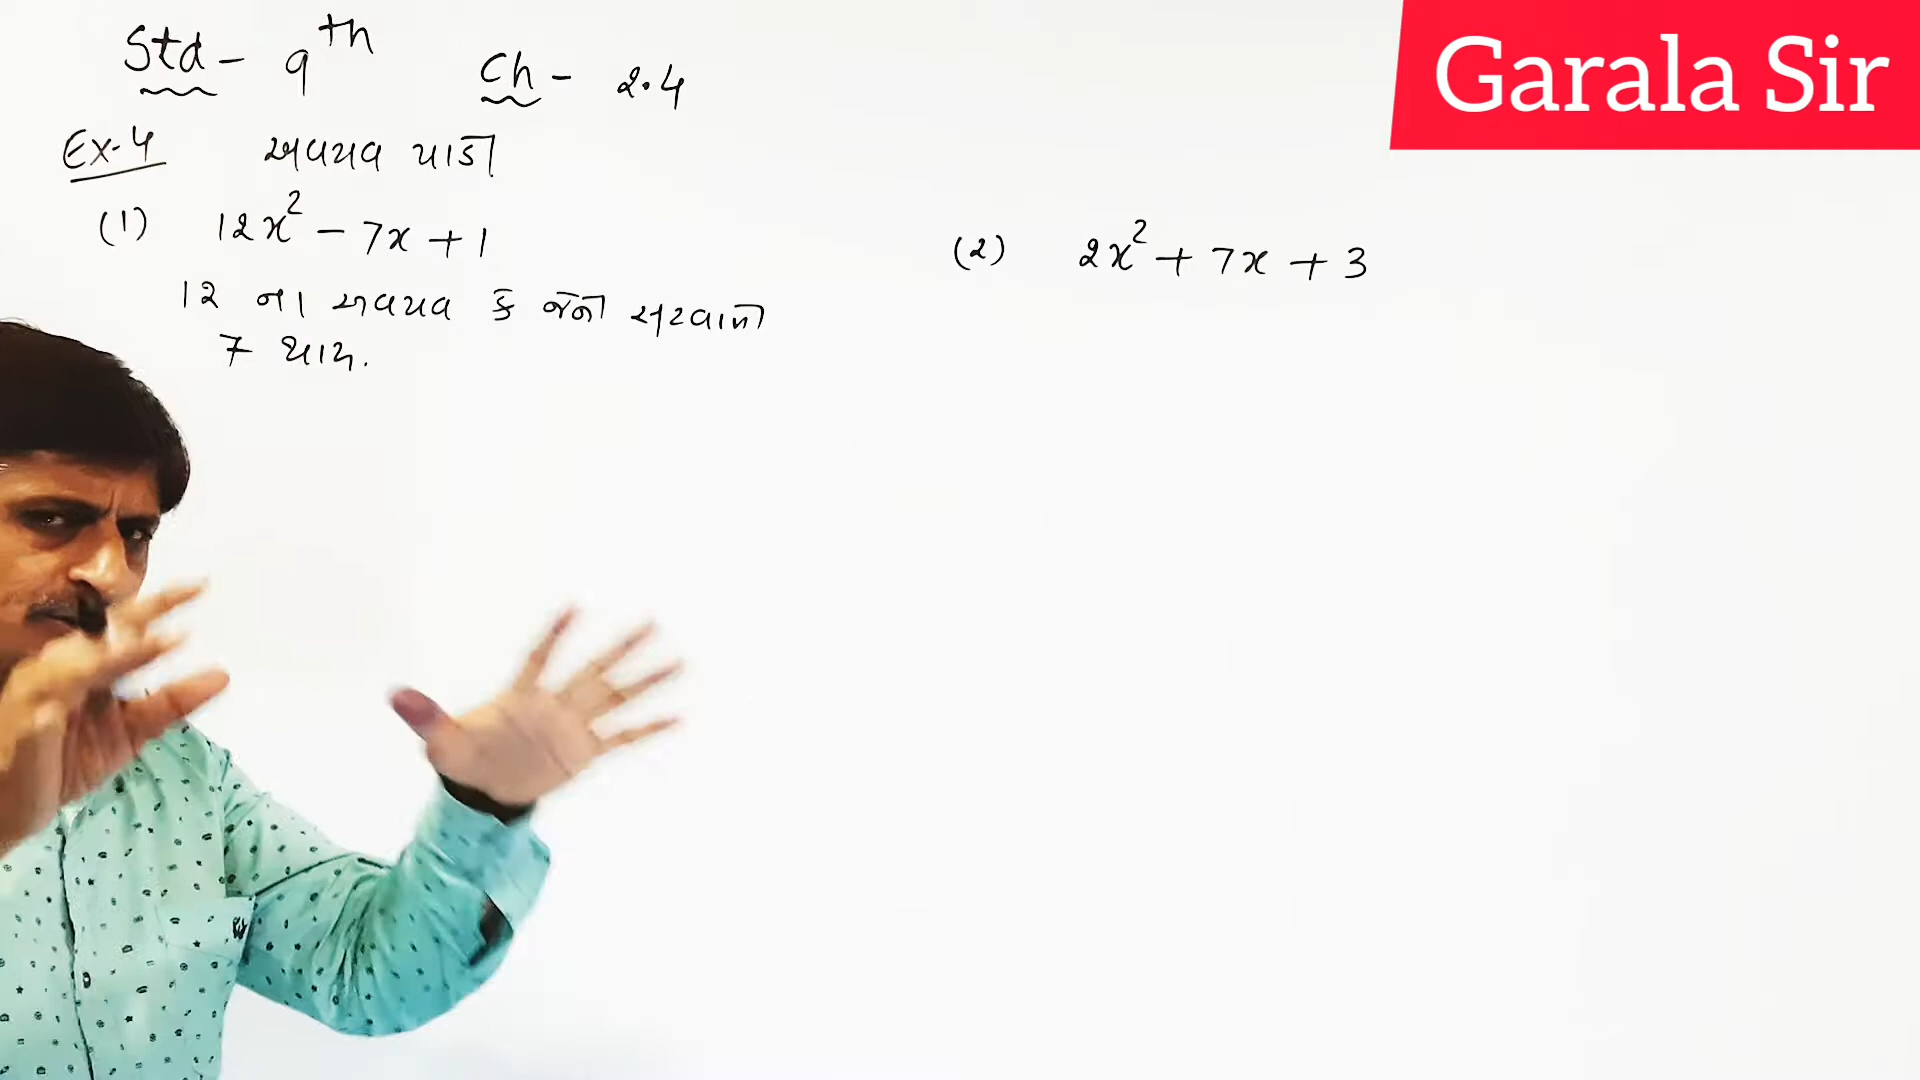 Std - 9th Ch - 2.4
Garala Sir
Ex-4 અવયવ પાડો
(1) 12x² - 7x + 1
(2) 2x² + 7x + 3
12 ના અવયવ કે જેનો સરવાળો
7 થાય.